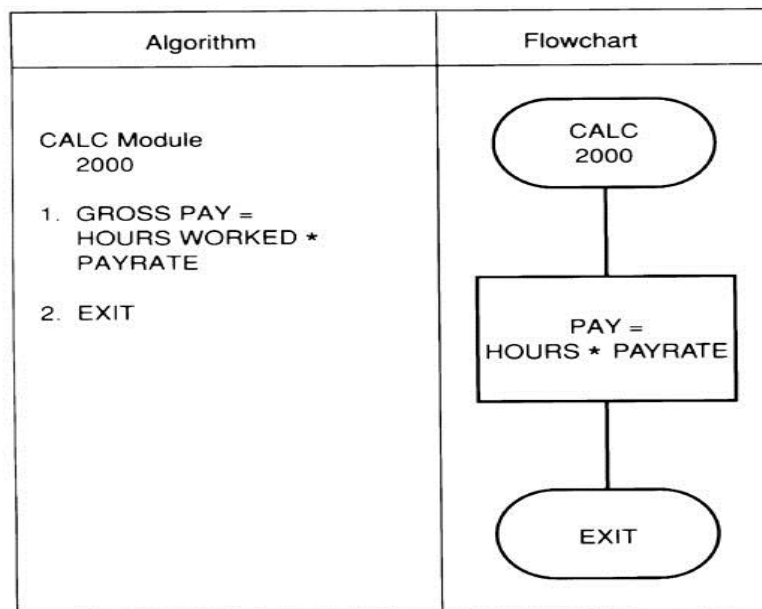 Algorithm
Flowchart
CALC Module
2000
1. GROSS PAY =
HOURS WORKED *
PAYRATE
2. EXIT
CALC
2000
PAY =
HOURS * PAYRATE
EXIT